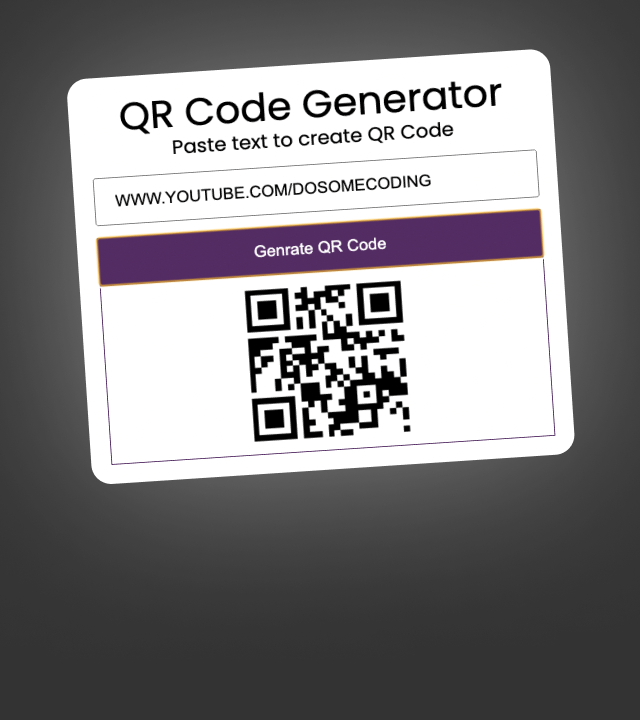 QR Code Generator
Paste text to create QR Code
WWW.YOUTUBE.COM/DOSOMECODING
Genrate QR Code